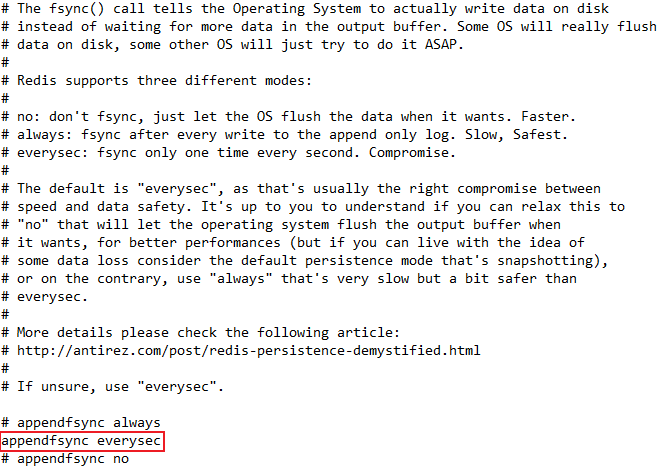 # The fsync() call tells the Operating System to actually write data on disk
# instead of waiting for more data in the output buffer. Some OS will really flush
# data on disk, some other OS will just try to do it ASAP.
#
# Redis supports three different modes:
#
# no: don't fsync, just let the OS flush the data when it wants. Faster.
# always: fsync after every write to the append only log. Slow, Safest.
# everysec: fsync only one time every second. Compromise.
#
# The default is "everysec", as that's usually the right compromise between
# speed and data safety. It's up to you to understand if you can relax this to
# "no" that will let the operating system flush the output buffer when
# it wants, for better performances (but if you can live with the idea of
# some data loss consider the default persistence mode that's snapshotting),
# or on the contrary, use "always" that's very slow but a bit safer than
# everysec.
#
# More details please check the following article:
# http://antirez.com/post/redis-persistence-demystified.html
#
# If unsure, use "everysec".

# appendfsync always
appendfsync everysec
# appendfsync no